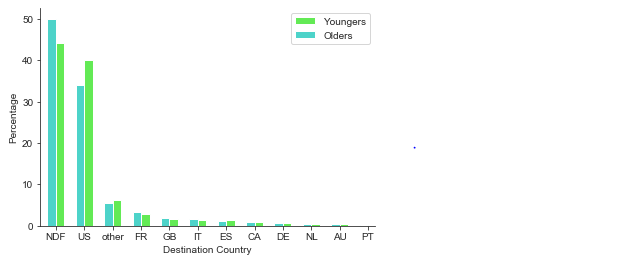 50
40
30
20
10
0
Percentage
Youngers
Olders
NDF US other FR GB IT ES CA DE NL AU PT
Destination Country